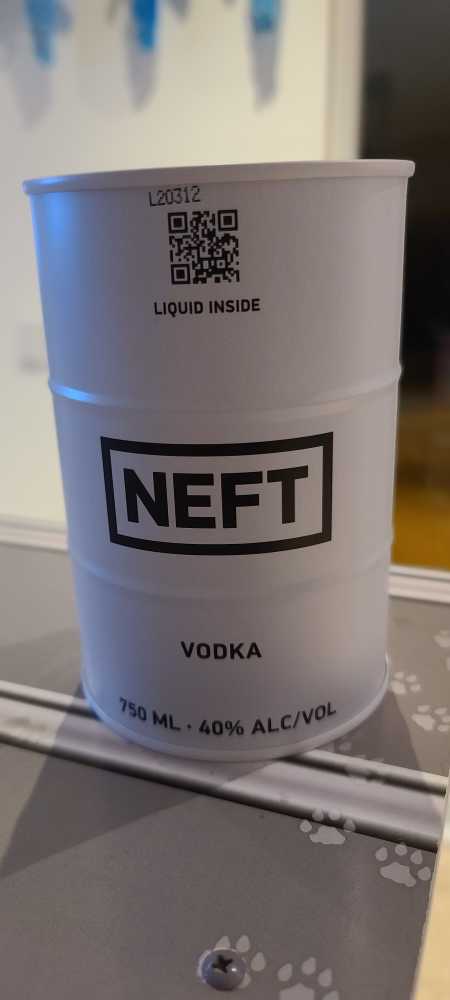 L20312
LIQUID INSIDE
NEFT
VODKA
750 ML · 40% ALC/VOL